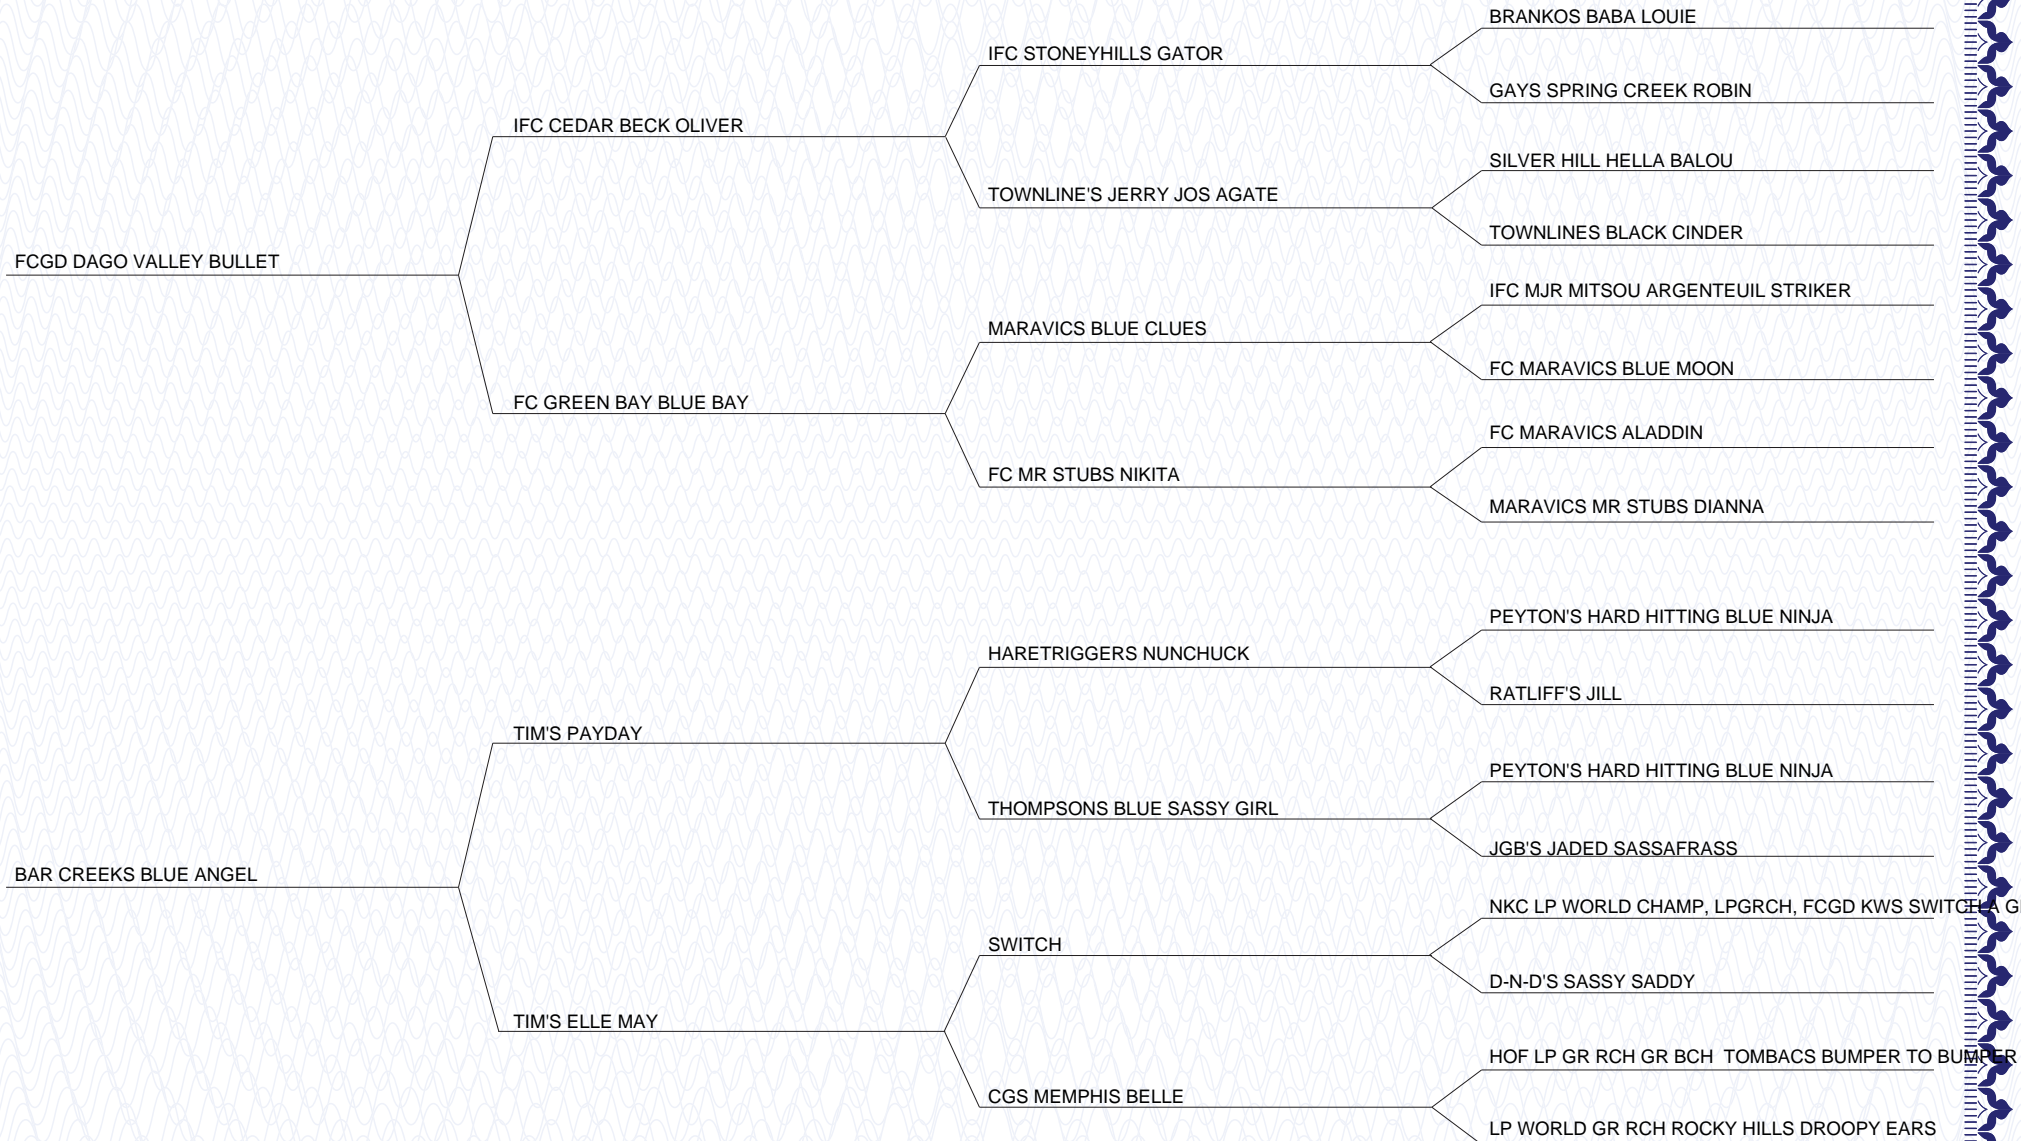 BRANKOS BABA LOUIE
IFC STONEYHILLS GATOR
GAYS SPRING CREEK ROBIN
IFC CEDAR BECK OLIVER
SILVER HILL HELLA BALOU
TOWNLINE'S JERRY JOS AGATE
TOWNLINES BLACK CINDER
FCGD DAGO VALLEY BULLET
IFC MJR MITSOU ARGENTEUIL STRIKER
MARAVICS BLUE CLUES
FC MARAVICS BLUE MOON
FC GREEN BAY BLUE BAY
FC MARAVICS ALADDIN
FC MR STUBS NIKITA
MARAVICS MR STUBS DIANNA
PEYTON'S HARD HITTING BLUE NINJA
HARETRIGGERS NUNCHUCK
RATLIFF'S JILL
TIM'S PAYDAY
PEYTON'S HARD HITTING BLUE NINJA
THOMPSONS BLUE SASSY GIRL
JGB'S JADED SASSAFRASS
BAR CREEKS BLUE ANGEL
NKC LP WORLD CHAMP, LPGRCH, FCGD KWS SWITCH A
SWITCH
D-N-D'S SASSY SADDY
TIM'S ELLE MAY
HOF LP GR RCH GR BCH  TOMBACS BUMPER TO BUMPER
CGS MEMPHIS BELLE
LP WORLD GR RCH ROCKY HILLS DROOPY EARS